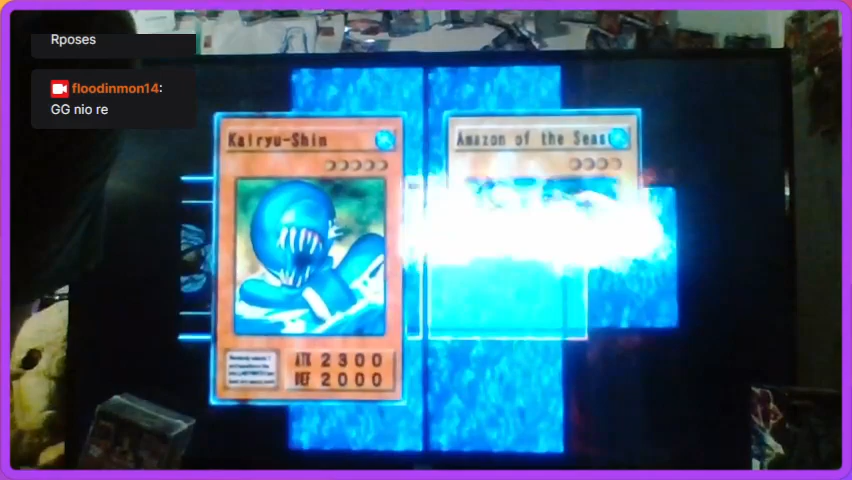 Rposes
floodinmon14:
GG nio re
Kairyu-Shin
Amazon of the Seas
ATK 2300
DEF 2000